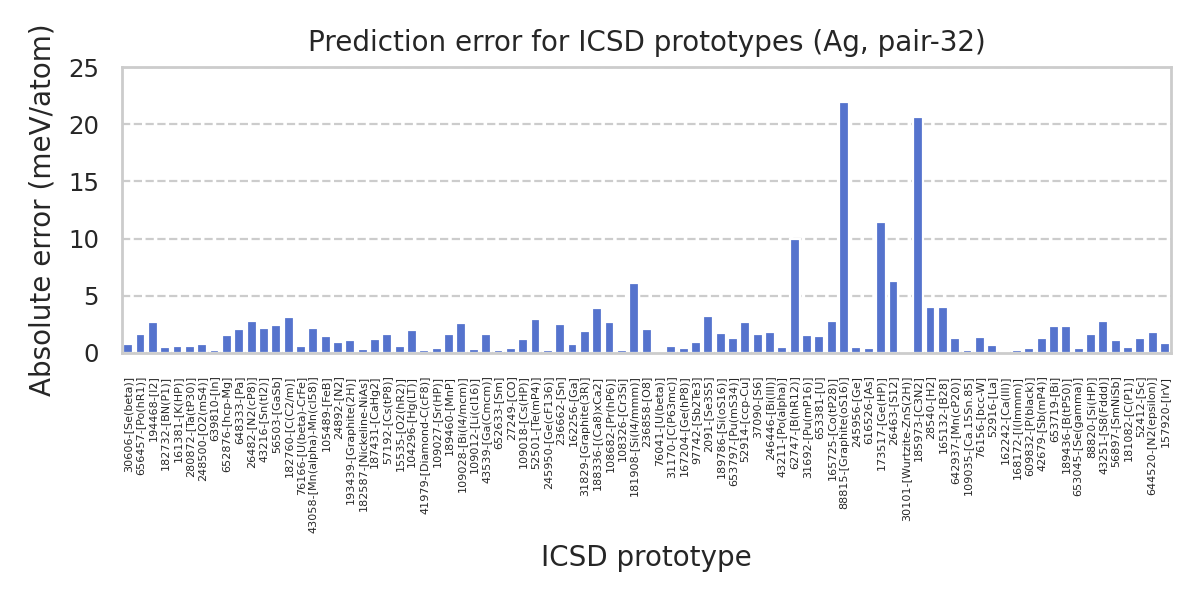 Prediction error for ICSD prototypes (Ag, pair-32)
Absolute error (meV/atom)
25
20
15
10
5
0
30606-[Se(beta)]
656457-[Po(hR1)]
194468-[I2]
182732-[BN(P1)]
161381-[K(HP)]
280872-[Ta(tP30)]
248500-[O2(mS4)]
639810-[In]
652876-[hcp-Mg]
648333-[Pa]
26482-[N2(cP8)]
43216-[Sn(tI2)]
56503-[GaSb]
182760-[C(C2/m)]
76166-[U(beta)-CrFe]
43058-[Mn(alpha)-Mn(cI58)]
105489-[FeB]
24892-[N2]
193439-[Graphite(2H)]
182587-[Nickeline-NiAs]
187431-[CaHg2]
57192-[Cs(tP8)]
15535-[O2(hR2)]
104296-[Hg(LT)]
41979-[Diamond-C(cF8)]
109027-[Sr(HP)]
189460-[MnP]
109028-[Bi(I4/mcm)]
109012-[Li(cI16)]
43539-[Ga(Cmcm)]
652633-[Sm]
27249-[CO]
109018-[Cs(HP)]
52501-[Te(mP4)]
245950-[Ge(cF136)]
236662-[Sn]
162256-[Ga]
31829-[Graphite(3R)]
188336-[(Ca8)xCa2]
108682-[Pr(hP6)]
108326-[Cr3Si]
181908-[Si(I4/mmm)]
236858-[O8]
76041-[U(beta)]
31170-[C(P63mc)]
167204-[Ge(hP8)]
97742-[Sb2Te3]
2091-[Se3S5]
189786-[Si(oS16)]
653797-[Pu(mS34)]
52914-[ccp-Cu]
37090-[S6]
246446-[Bi(III)]
43211-[Po(alpha)]
62747-[B(hR12)]
31692-[Pu(mP16)]
653381-[U]
165725-[Co(tP28)]
88815-[Graphite(oS16)]
245956-[Ge]
616526-[As]
173517-[Ge(HP)]
26463-[S12]
30101-[Wurtzite-ZnS(2H)]
185973-[C3N2]
28540-[H2]
165132-[B28]
642937-[Mn(cP20)]
109035-[Ca.15Sn.85]
76156-[bcc-W]
52916-[La]
162242-[Ca(III)]
168172-[I(Immm)]
609832-[P(black)]
42679-[Sb(mP4)]
653719-[Bi]
189436-[B(tP50)]
653045-[Se(gamma)]
88820-[Si(HP)]
43251-[S8(Fddd)]
56897-[SmNiSb]
181082-[C(P1)]
52412-[Sc]
644520-[N2(epsilon)]
157920-[IrV]
ICSD prototype